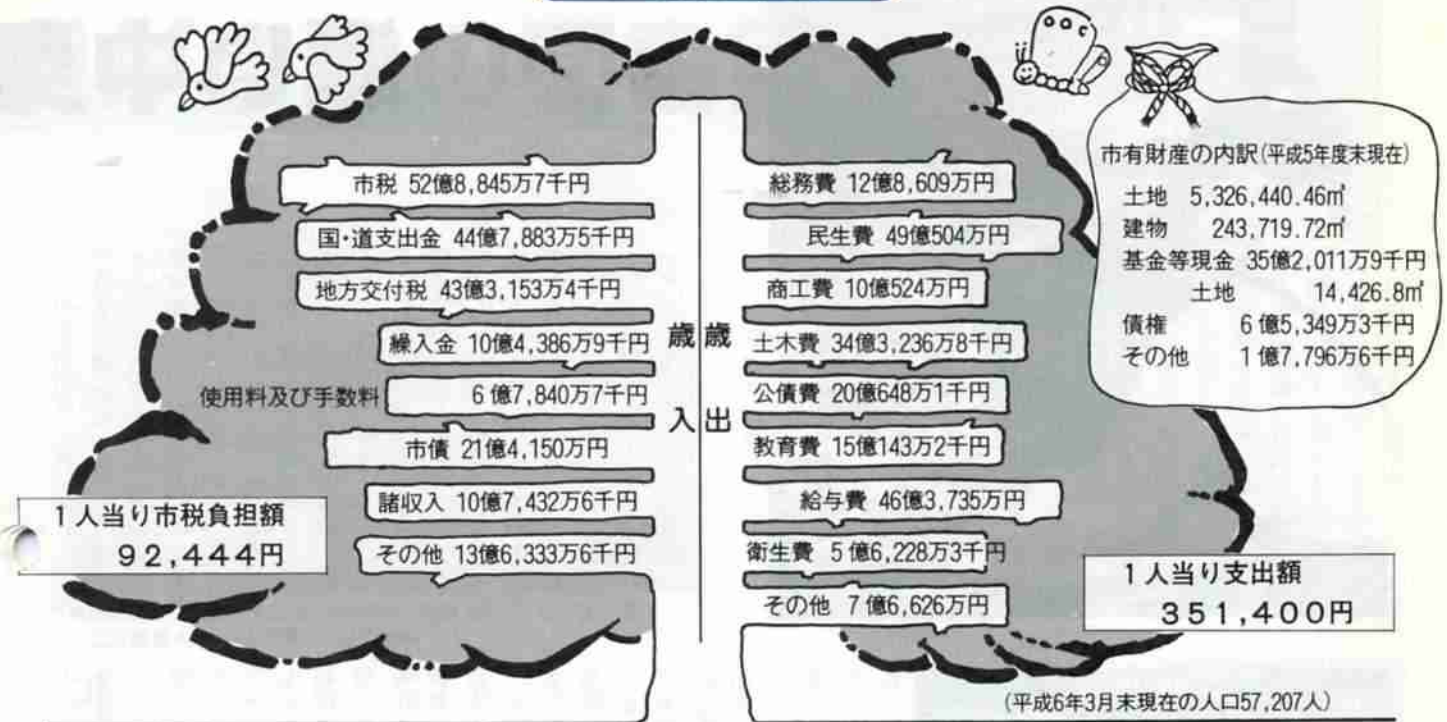 市税 52億8,845万7千円
国・道支出金 44億7,883万5千円
地方交付税 43億3,153万4千円
繰入金 10億4,386万9千円
使用料及び手数料 6億7,840万7千円
市債 21億4,150万円
諸収入 10億7,432万6千円
その他 13億6,333万6千円
歳入
歳出
総務費 12億8,609万円
民生費 49億504万円
商工費 10億524万円
土木費 34億3,236万8千円
公債費 20億648万1千円
教育費 15億143万2千円
給与費 46億3,735万円
衛生費 5億6,228万3千円
その他 7億6,626万円
市有財産の内訳(平成5年度末現在)
土地 5,326,440.46㎡
建物 243,719.72㎡
基金等現金 35億2,011万9千円
土地 14,426.8㎡
債権 6億5,349万3千円
その他 1億7,796万6千円
1人当り市税負担額
92,444円
1人当り支出額
351,400円
(平成6年3月末現在の人口57,207人)